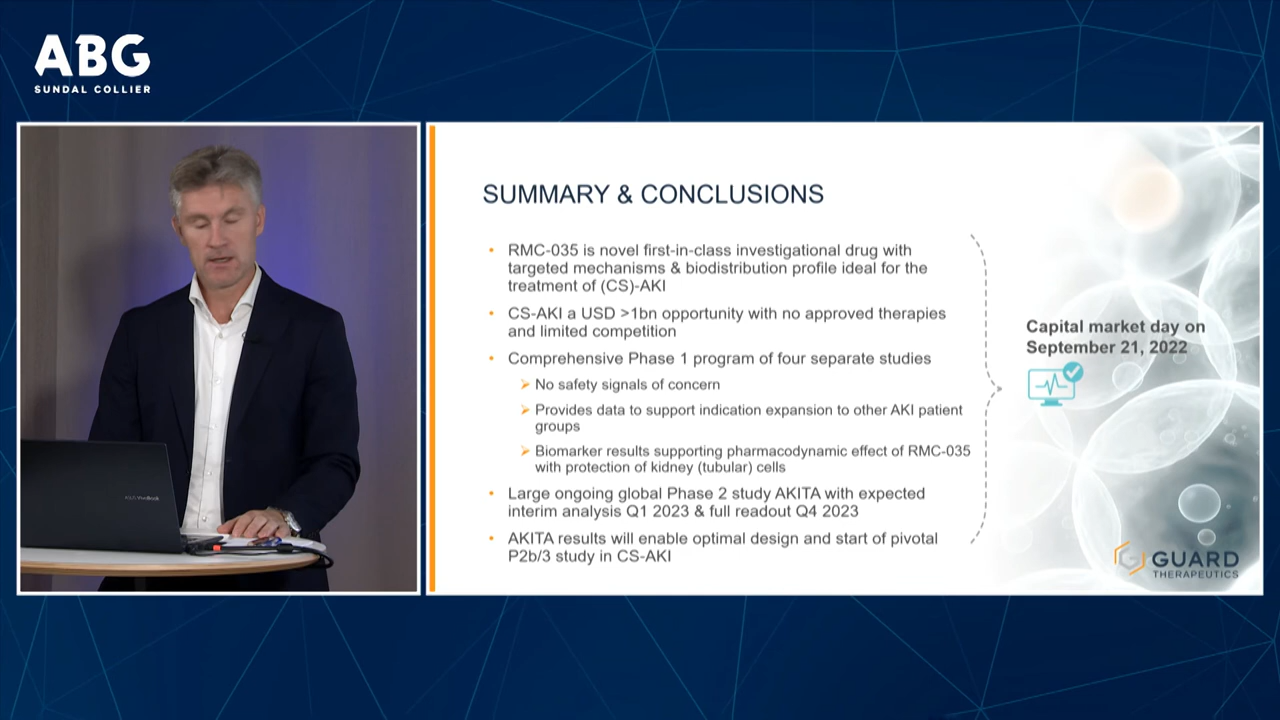 ABG
SUNDAL COLLIER
SUMMARY & CONCLUSIONS
• RMC-035 is novel first-in-class investigational drug with
targeted mechanisms & biodistribution profile ideal for the
treatment of (CS)-AKI
• CS-AKI a USD >1bn opportunity with no approved therapies
and limited competition
• Comprehensive Phase 1 program of four separate studies
➢ No safety signals of concern
➢ Provides data to support indication expansion to other AKI patient
groups
➢ Biomarker results supporting pharmacodynamic effect of RMC-035
with protection of kidney (tubular) cells
• Large ongoing global Phase 2 study AKITA with expected
interim analysis Q1 2023 & full readout Q4 2023
• AKITA results will enable optimal design and start of pivotal
P2b/3 study in CS-AKI
Capital market day on
September 21, 2022
GUARD
THERAPEUTICS
ASUS VivoBook